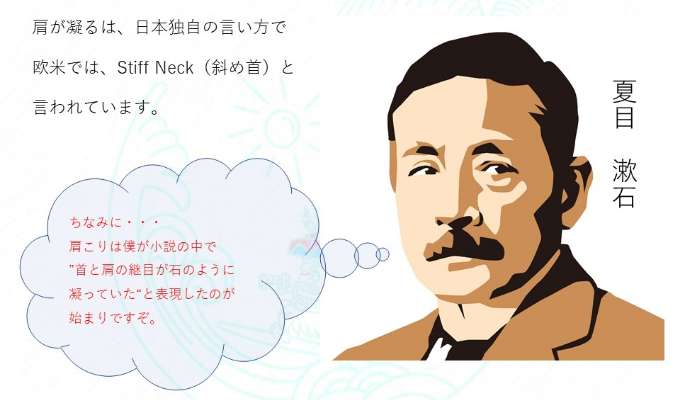 肩が凝るは、日本独自の言い方で
欧米では、Stiff Neck（斜め首）と
言われています。
夏目　漱石
ちなみに・・・
肩こりは僕が小説の中で
”首と肩の継目が石のように
凝っていた“と表現したのが
始まりですぞ。